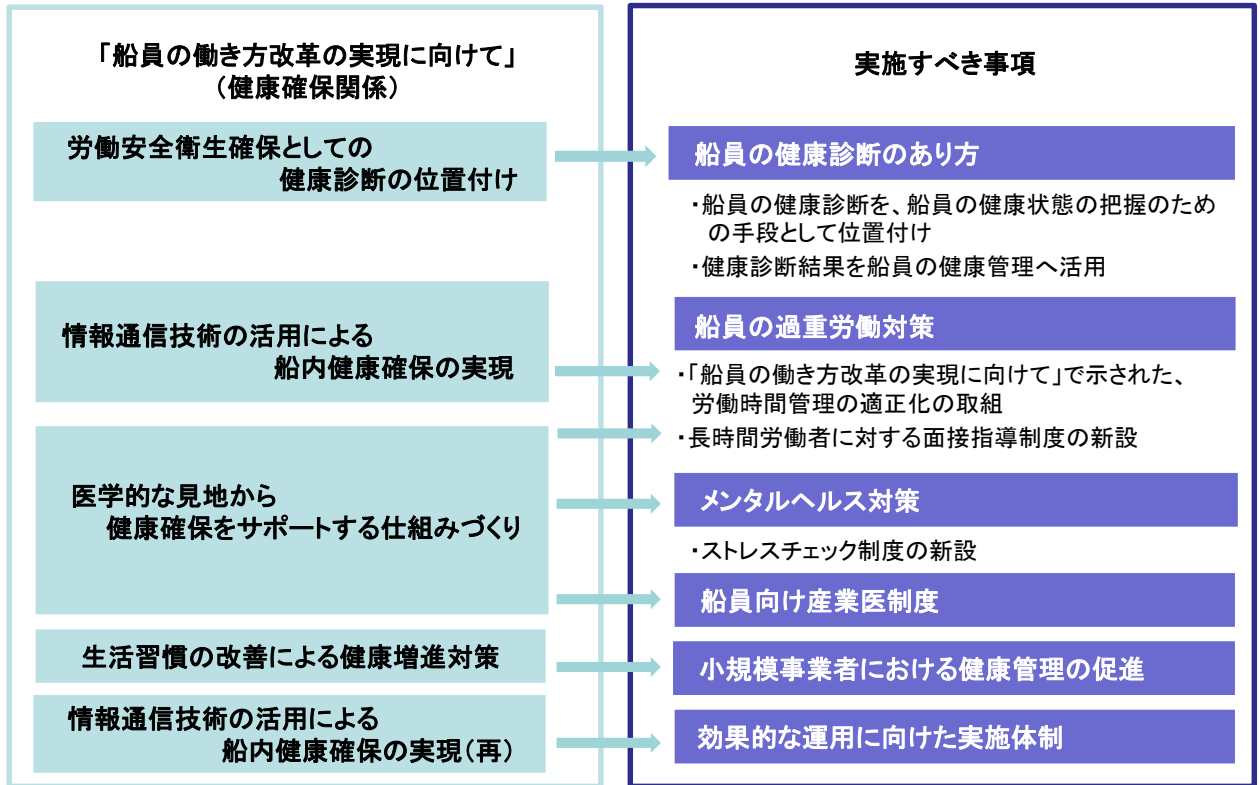 「船員の働き方改革の実現に向けて」
（健康確保関係）
労働安全衛生確保としての
健康診断の位置付け
情報通信技術の活用による
船内健康確保の実現
医学的な見地から
健康確保をサポートする仕組みづくり
生活習慣の改善による健康増進対策
情報通信技術の活用による
船内健康確保の実現（再）
実施すべき事項
船員の健康診断のあり方
・船員の健康診断を、船員の健康状態の把握のため
の手段として位置付け
・健康診断結果を船員の健康管理へ活用
船員の過重労働対策
・「船員の働き方改革の実現に向けて」で示された、
労働時間管理の適正化の取組
・長時間労働者に対する面接指導制度の新設
メンタルヘルス対策
・ストレスチェック制度の新設
船員向け産業医制度
小規模事業者における健康管理の促進
効果的な運用に向けた実施体制